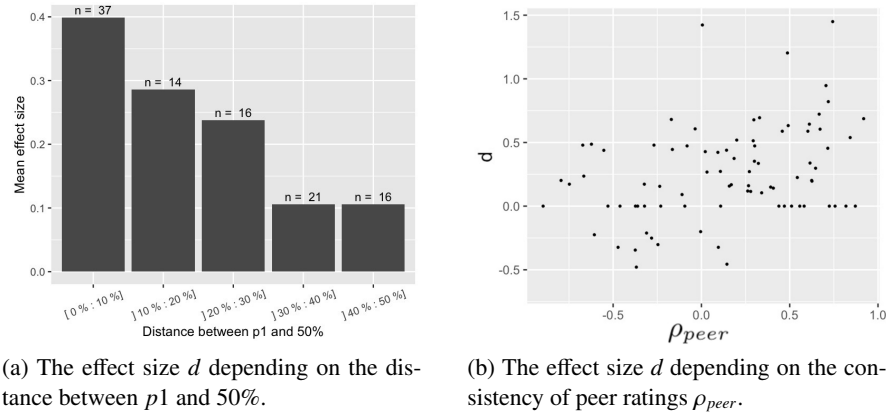 n = 37
n = 14
n = 16
n = 21
n = 16
0.4
0.3
0.2
0.1
0.0
Mean effect size
[ 0 % : 10 %]
] 10 % : 20 %]
] 20 % : 30 %]
] 30 % : 40 %]
] 40 % : 50 %]
Distance between p1 and 50%
1.5
1.0
0.5
0.0
-0.5
d
-0.5
0.0
0.5
1.0
ρpeer
(a) The effect size d depending on the dis-
tance between p1 and 50%.
(b) The effect size d depending on the con-
sistency of peer ratings ρpeer.